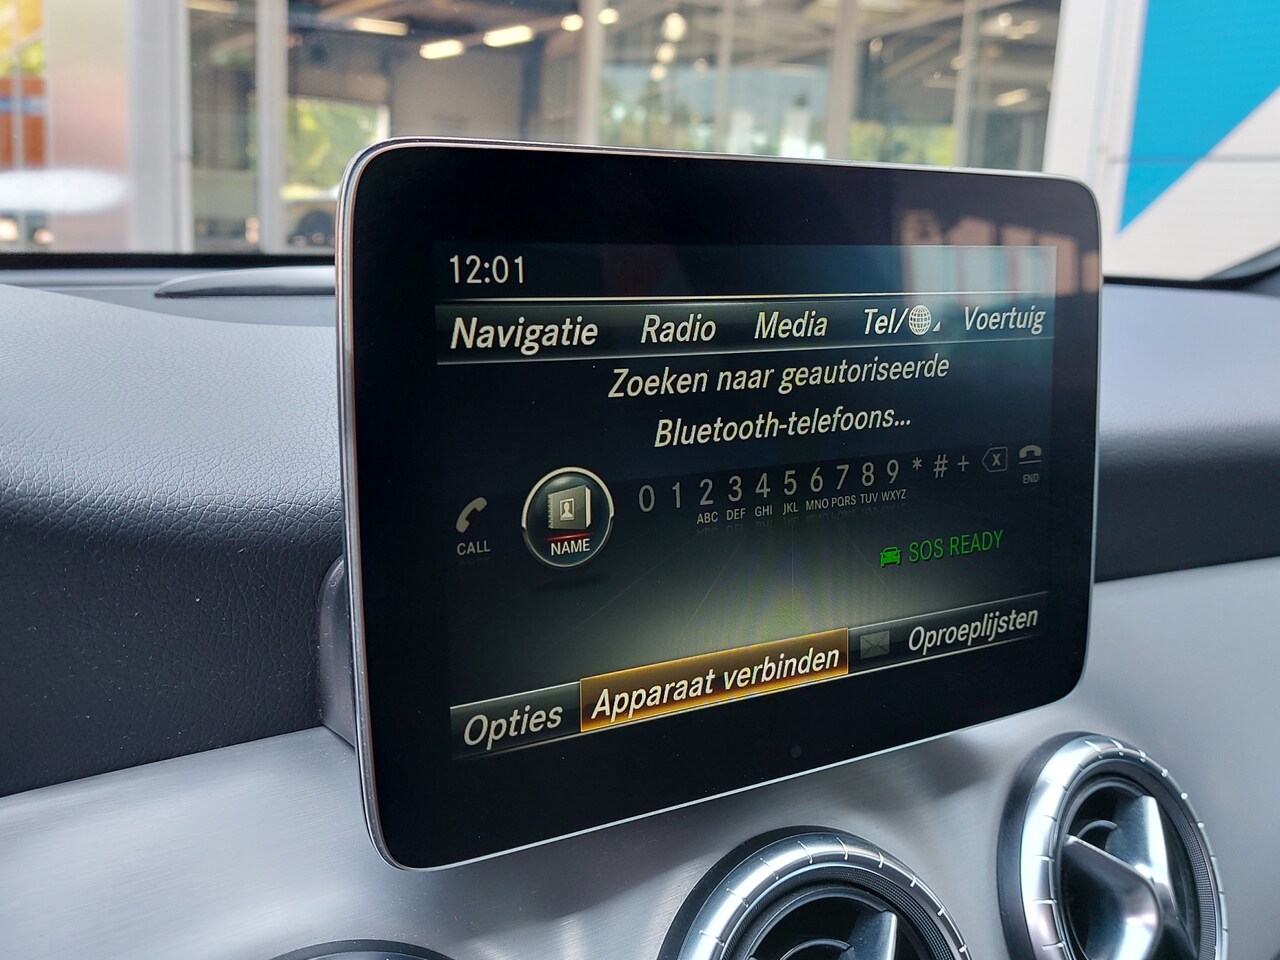 12:01
Navigatie Radio Media Tel/ Voertuig
Zoeken naar geautoriseerde
Bluetooth-telefoons...
CALL NAME 0 1 2 3 4 5 6 7 8 9 * # + X END
ABC DEF GHI JKL MNO PQRS TUV WXYZ
SOS READY
Opties Apparaat verbinden Oproeplijsten